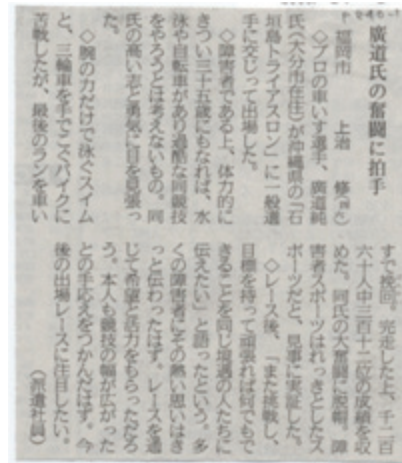 廣道氏の奮闘に拍手
福岡市　上治　修
◇プロの車いす選手、廣道純
氏（大分市在住）が沖縄県の「石
垣島トライアスロン」に一般選
手に交じって出場した。
◇障害者である上、体力的に
きつい三十五歳にもなれば、水
泳や自転車があり過酷な同競技
をやろうとは考えないもの。同
氏の高い志と勇気に目を見張っ
た。
◇腕の力だけで泳ぐスイム
と、三輪車を手でこぐバイクに
苦戦したが、最後のランを車い
すで挽回。完走した上、千二百
六十人中三百十二位の成績を収
めた。同氏の大奮闘に脱帽。障
害者スポーツはれっきとしたス
ポーツだと、見事に実証した。
◇レース後、「また挑戦し、
目標を持って頑張れば何でもで
きることを同じ境遇の人たちに
伝えたい」と語ったという。多
くの障害者にその熱い思いはき
っと伝わったはず。レースを通
じて希望と活力をもらっただろ
う。本人も競技の幅が広がった
との手応えをつかんだはず。今
後の出場レースに注目したい。
（派遣社員）